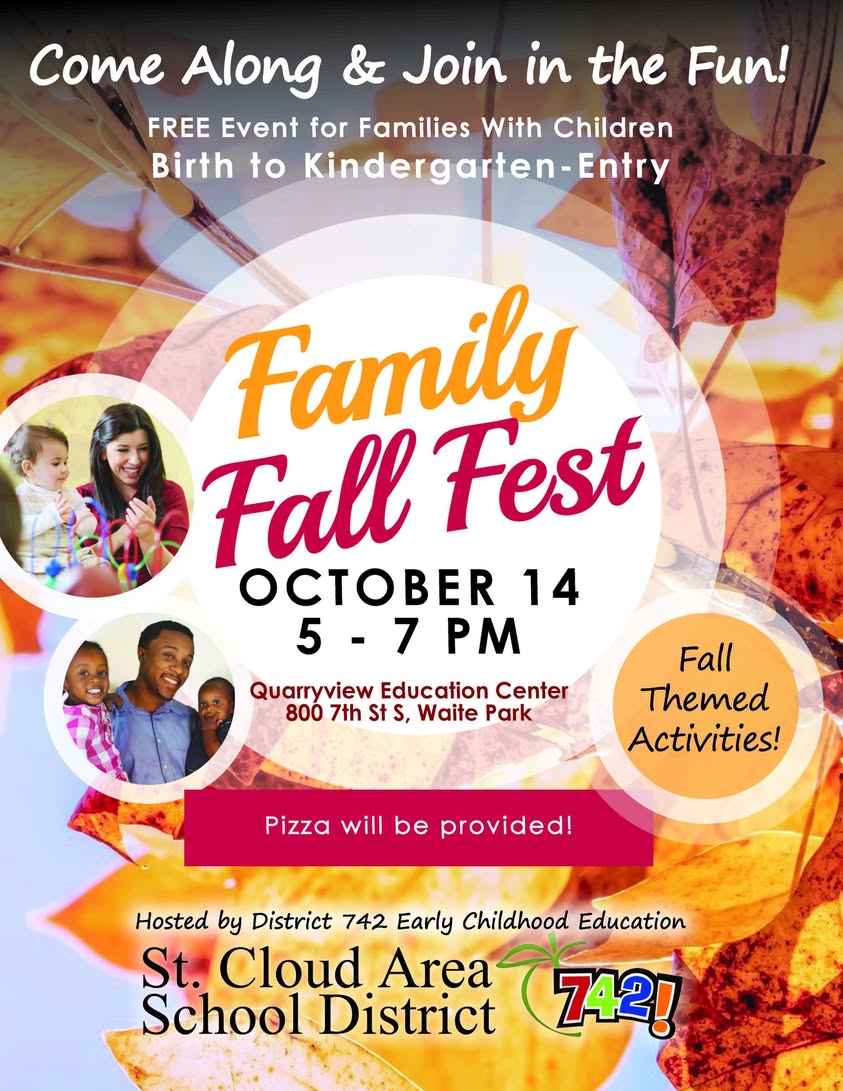 Come Along & Join in the Fun!
FREE Event for Families With Children
Birth to Kindergarten-Entry
Family
Fall Fest
OCTOBER 14
5 - 7 PM
Quarryview Education Center
800 7th St S, Waite Park
Fall
Themed
Activities!
Pizza will be provided!
Hosted by District 742 Early Childhood Education
St. Cloud Area
School District
742!